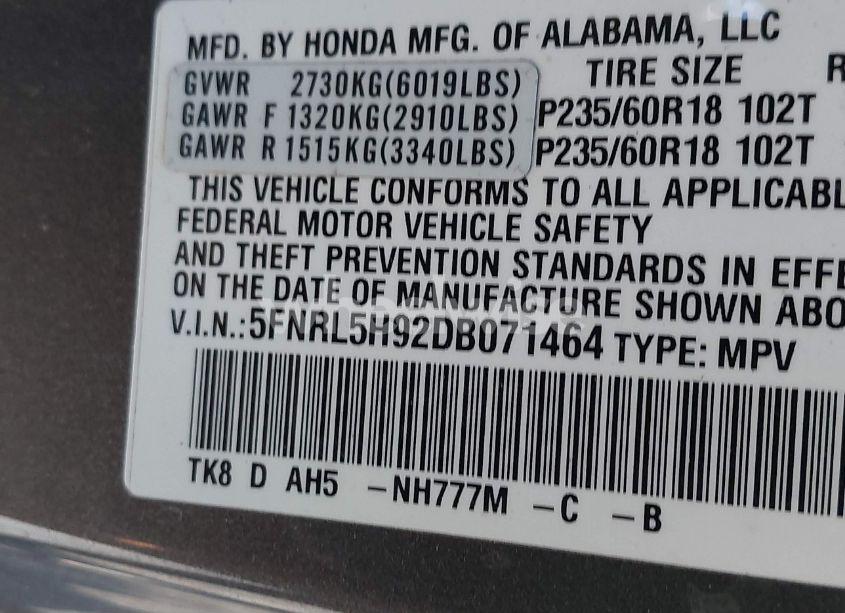 MFD. BY HONDA MFG. OF ALABAMA, LLC
GVWR 2730KG(6019LBS) TIRE SIZE R
GAWR F 1320KG(2910LBS) P235/60R18 102T
GAWR R 1515KG(3340LBS) P235/60R18 102T
THIS VEHICLE CONFORMS TO ALL APPLICABL
FEDERAL MOTOR VEHICLE SAFETY
AND THEFT PREVENTION STANDARDS IN EFFE
ON THE DATE OF MANUFACTURE SHOWN ABO
V.I.N.:5FNRL5H92DB071464 TYPE: MPV
TK8 D AH5 -NH777M -C -B